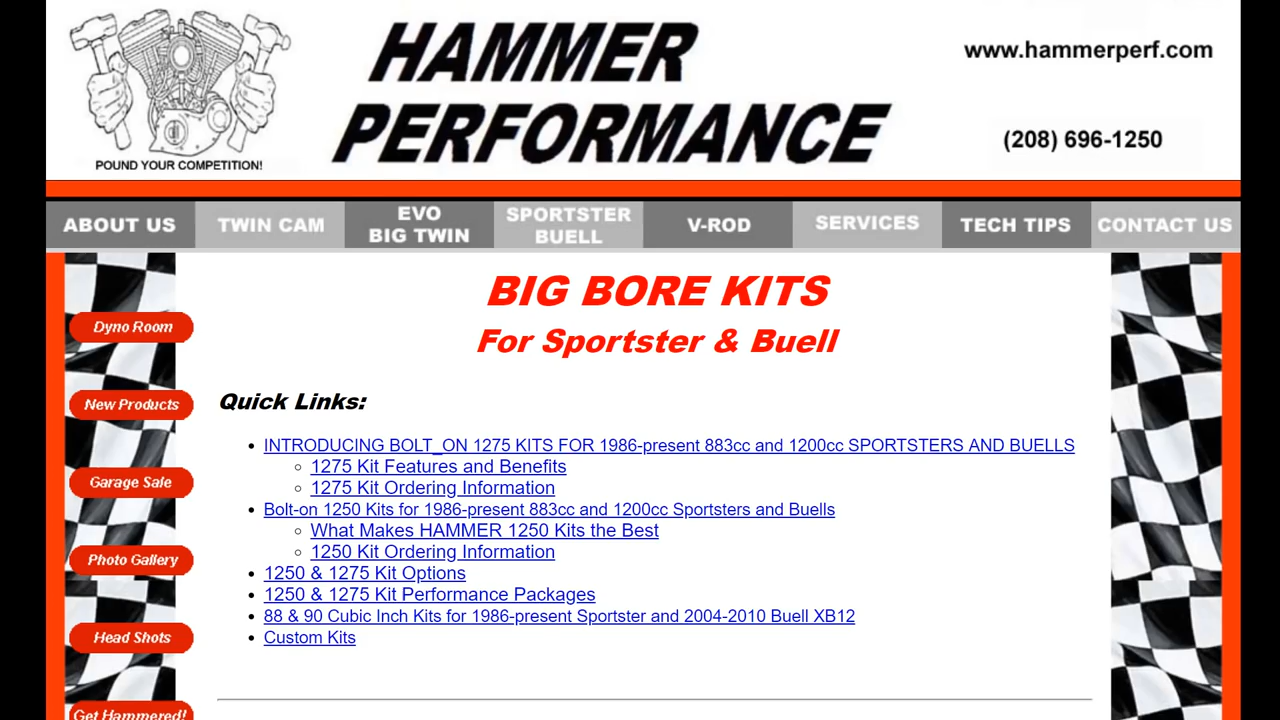 HAMMER
PERFORMANCE
www.hammerperf.com
(208) 696-1250
POUND YOUR COMPETITION!
ABOUT US
TWIN CAM
EVO
BIG TWIN
SPORTSTER
BUELL
V-ROD
SERVICES
TECH TIPS
CONTACT US
Dyno Room
New Products
Garage Sale
Photo Gallery
Head Shots
Get Hammered!
BIG BORE KITS
For Sportster & Buell
Quick Links:
INTRODUCING BOLT_ON 1275 KITS FOR 1986-present 883cc and 1200cc SPORTSTERS AND BUELLS
1275 Kit Features and Benefits
1275 Kit Ordering Information
Bolt-on 1250 Kits for 1986-present 883cc and 1200cc Sportsters and Buells
What Makes HAMMER 1250 Kits the Best
1250 Kit Ordering Information
1250 & 1275 Kit Options
1250 & 1275 Kit Performance Packages
88 & 90 Cubic Inch Kits for 1986-present Sportster and 2004-2010 Buell XB12
Custom Kits